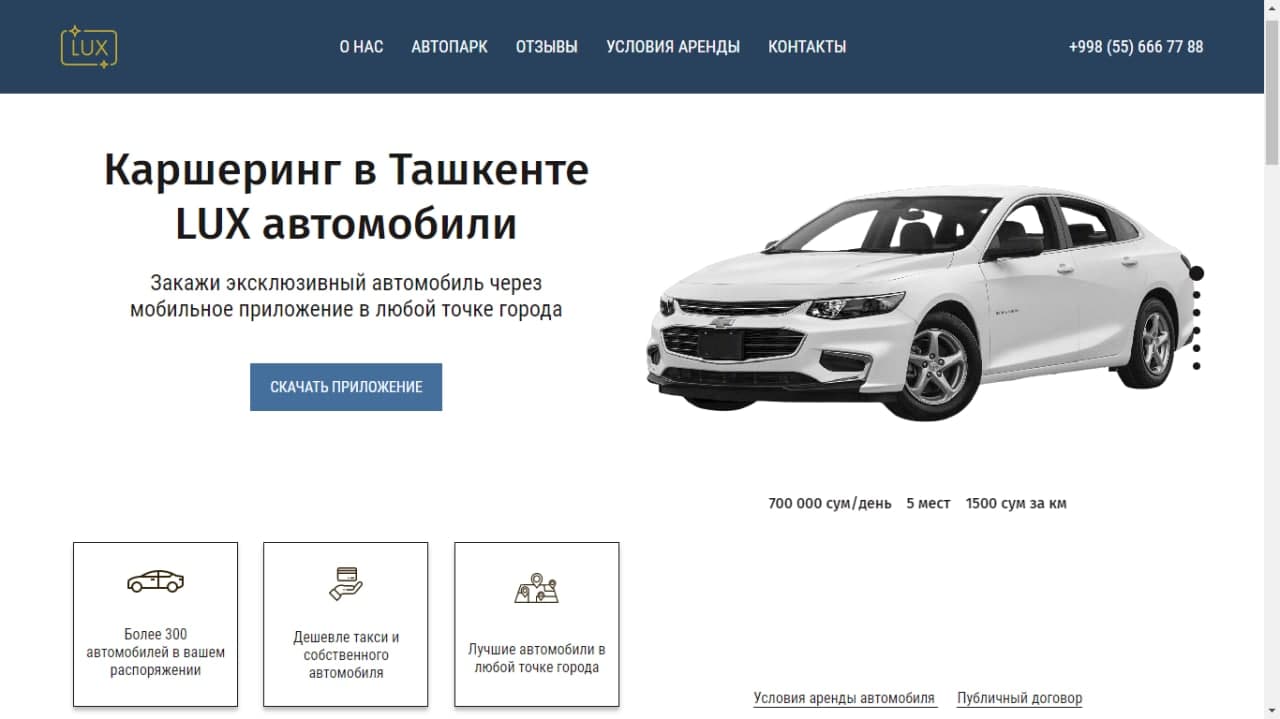 LUX
О НАС
АВТОПАРК
ОТЗЫВЫ
УСЛОВИЯ АРЕНДЫ
КОНТАКТЫ
+998 (55) 666 77 88
Каршеринг в Ташкенте
LUX автомобили
Закажи эксклюзивный автомобиль через
мобильное приложение в любой точке города
СКАЧАТЬ ПРИЛОЖЕНИЕ
700 000 сум/день 5 мест 1500 сум за км
Более 300
автомобилей в вашем
распоряжении
Дешевле такси и
собственного
автомобиля
Лучшие автомобили в
любой точке города
Условия аренды автомобиля
Публичный договор